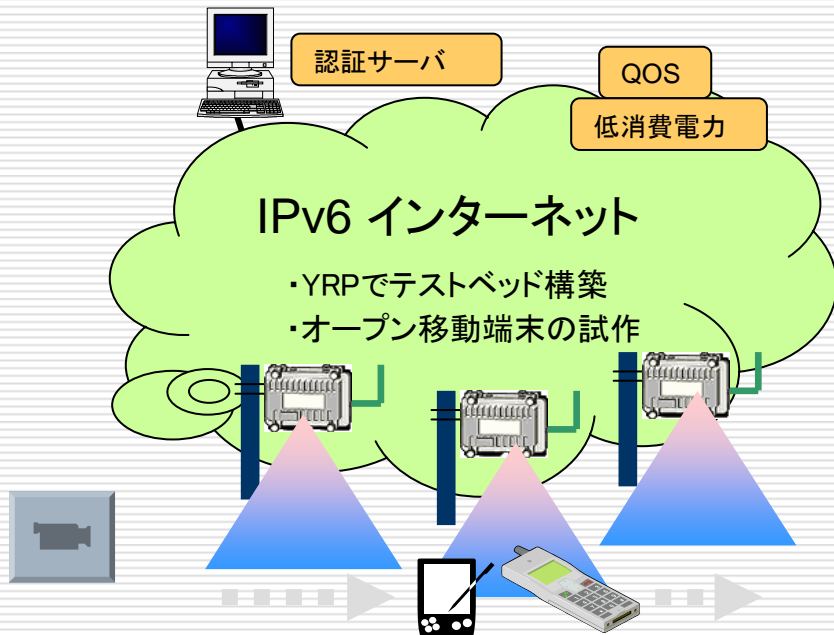 認証サーバ
QOS
低消費電力
IPv6 インターネット
・YRPでテストベッド構築
・オープン移動端末の試作